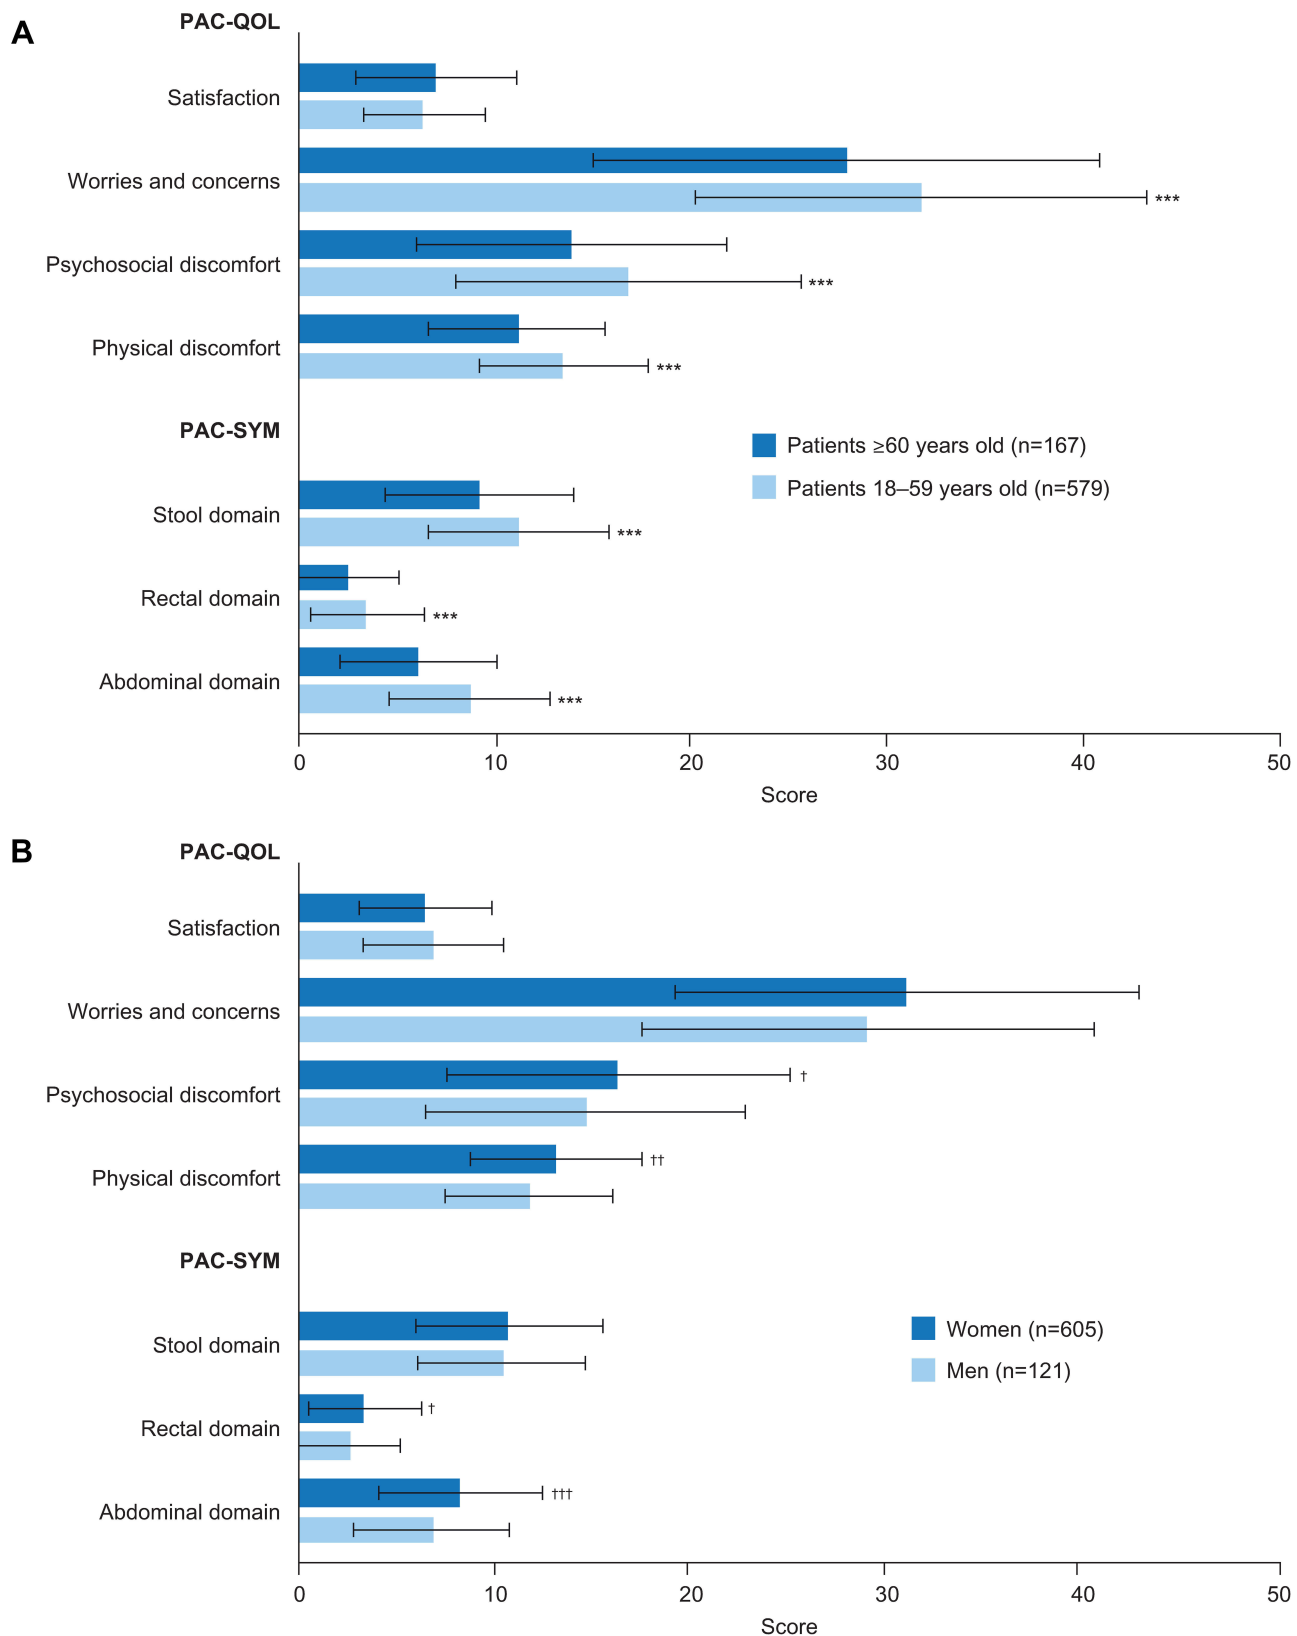 A
PAC-QOL
Satisfaction
Worries and concerns
***
Psychosocial discomfort
***
Physical discomfort
***
PAC-SYM
Patients ≥60 years old (n=167)
Patients 18–59 years old (n=579)
Stool domain
***
Rectal domain
***
Abdominal domain
***
0 10 20 30 40 50
Score
B
PAC-QOL
Satisfaction
Worries and concerns
†
Psychosocial discomfort
††
Physical discomfort
PAC-SYM
Women (n=605)
Men (n=121)
Stool domain
†
Rectal domain
†††
Abdominal domain
0 10 20 30 40 50
Score